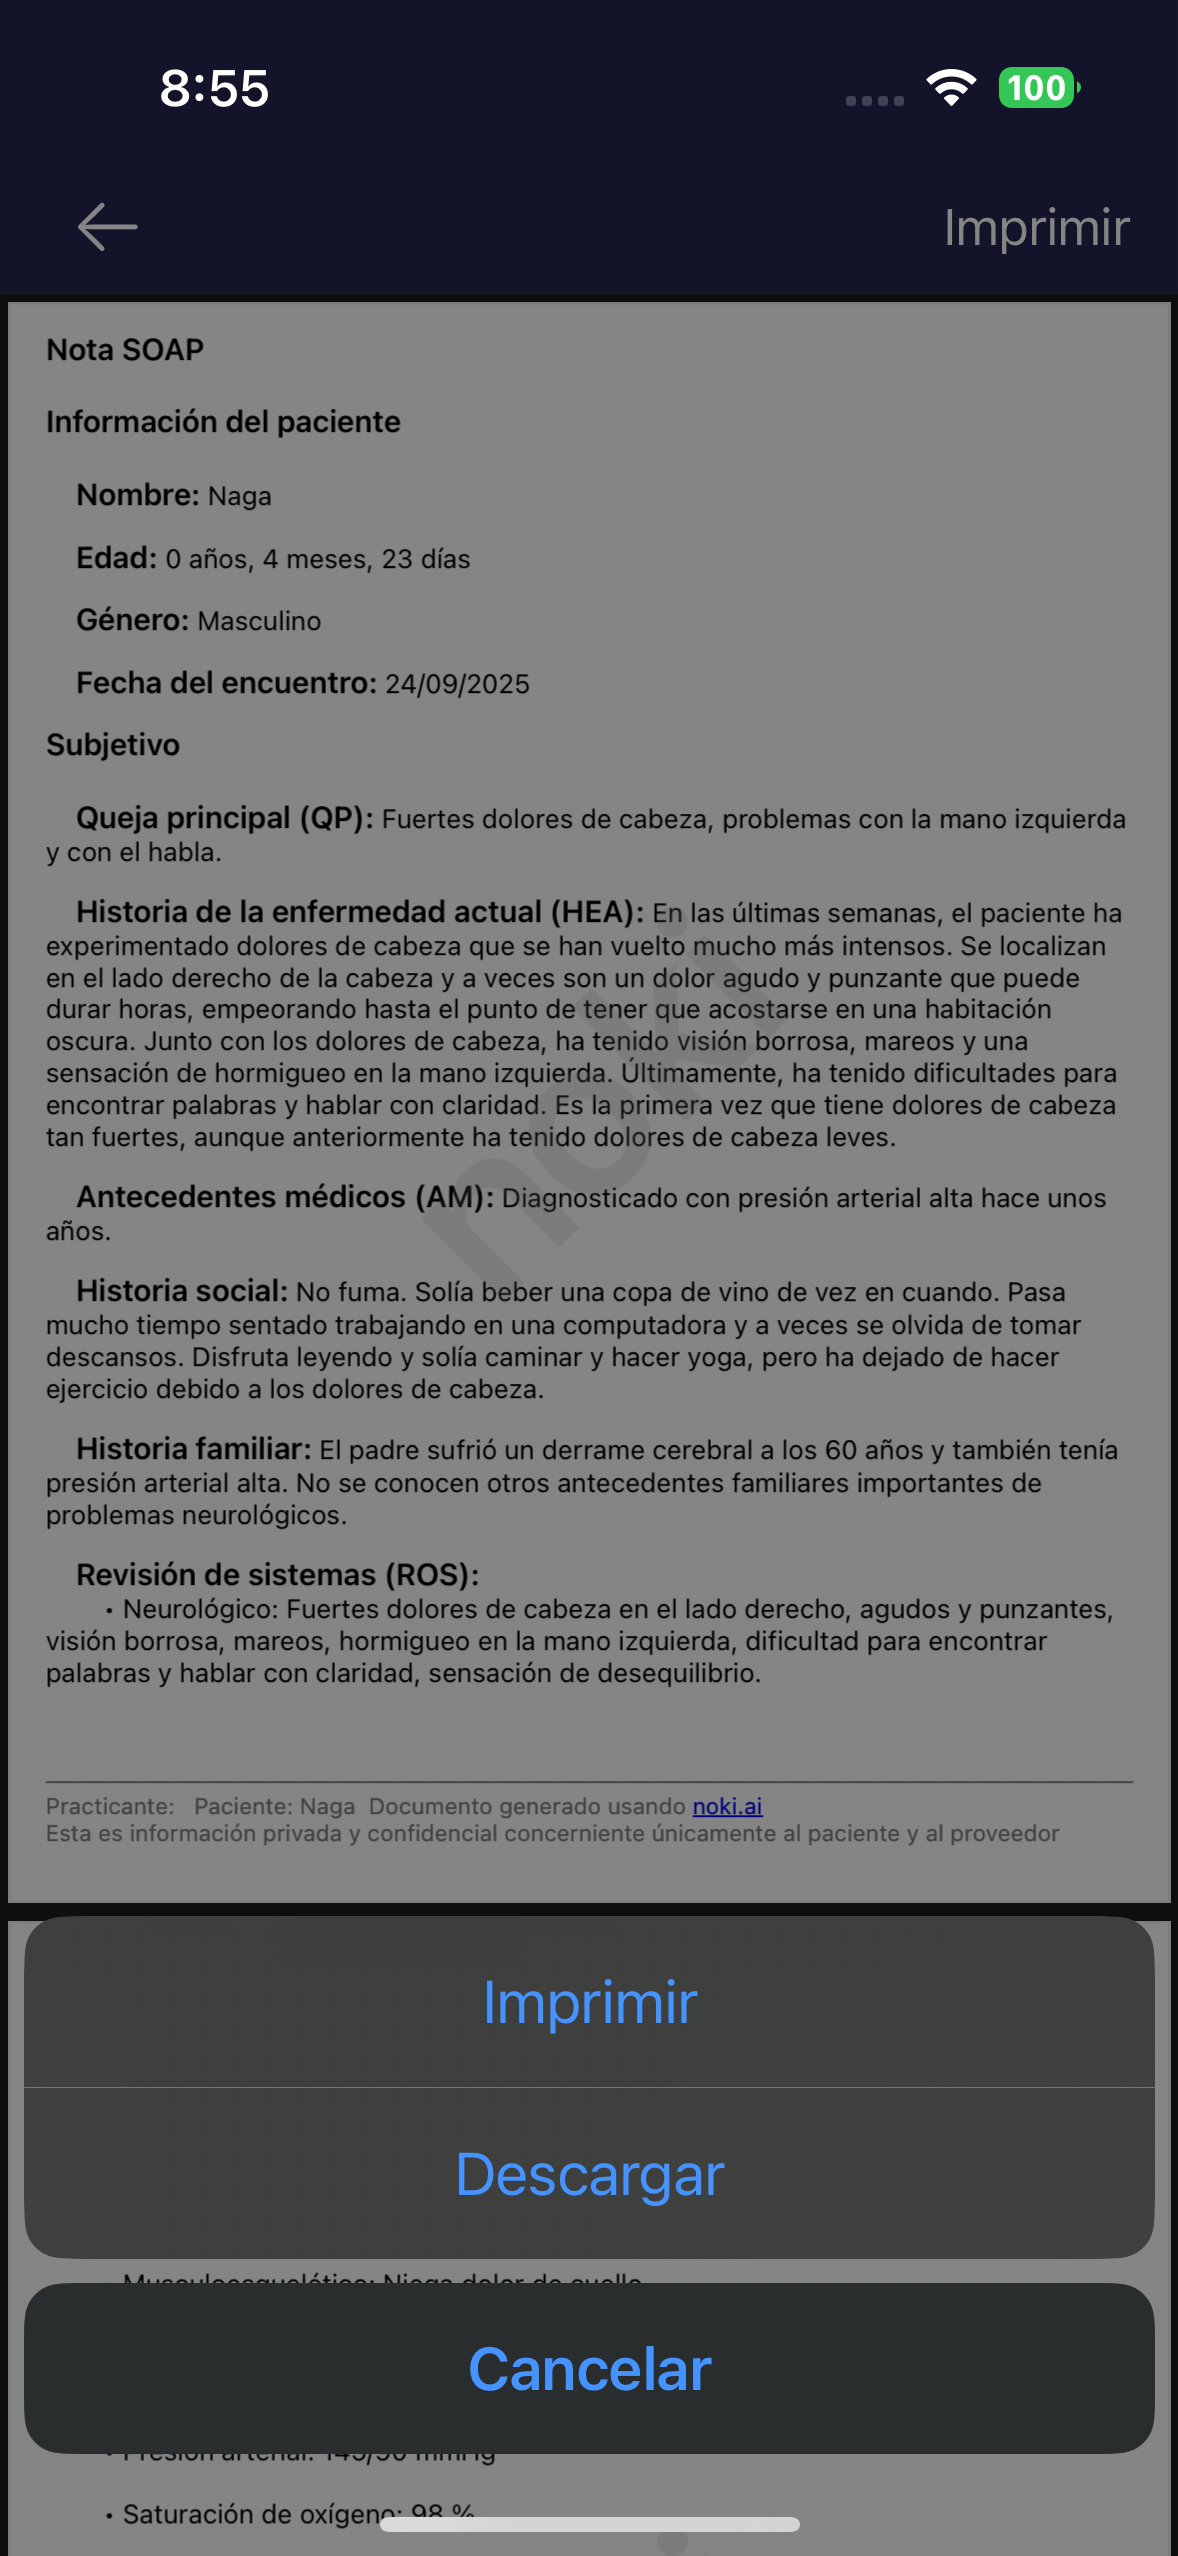 8:55
100
Imprimir
Nota SOAP
Información del paciente
Nombre: Naga
Edad: 0 años, 4 meses, 23 días
Género: Masculino
Fecha del encuentro: 24/09/2025
Subjetivo
Queja principal (QP): Fuertes dolores de cabeza, problemas con la mano izquierda
y con el habla.
Historia de la enfermedad actual (HEA): En las últimas semanas, el paciente ha
experimentado dolores de cabeza que se han vuelto mucho más intensos. Se localizan
en el lado derecho de la cabeza y a veces son un dolor agudo y punzante que puede
durar horas, empeorando hasta el punto de tener que acostarse en una habitación
oscura. Junto con los dolores de cabeza, ha tenido visión borrosa, mareos y una
sensación de hormigueo en la mano izquierda. Últimamente, ha tenido dificultades para
encontrar palabras y hablar con claridad. Es la primera vez que tiene dolores de cabeza
tan fuertes, aunque anteriormente ha tenido dolores de cabeza leves.
noki
Antecedentes médicos (AM): Diagnosticado con presión arterial alta hace unos
años.
Historia social: No fuma. Solía beber una copa de vino de vez en cuando. Pasa
mucho tiempo sentado trabajando en una computadora y a veces se olvida de tomar
descansos. Disfruta leyendo y solía caminar y hacer yoga, pero ha dejado de hacer
ejercicio debido a los dolores de cabeza.
Historia familiar: El padre sufrió un derrame cerebral a los 60 años y también tenía
presión arterial alta. No se conocen otros antecedentes familiares importantes de
problemas neurológicos.
Revisión de sistemas (ROS):
• Neurológico: Fuertes dolores de cabeza en el lado derecho, agudos y punzantes,
visión borrosa, mareos, hormigueo en la mano izquierda, dificultad para encontrar
palabras y hablar con claridad, sensación de desequilibrio.
Practicante: Paciente: Naga Documento generado usando noki.ai
Esta es información privada y confidencial concerniente únicamente al paciente y al proveedor
Imprimir
Descargar
Musculoesquelético: Niega dolor de cuello
Cancelar
• Presión arterial: 145/90 mmHg
• Saturación de oxígeno: 98 %